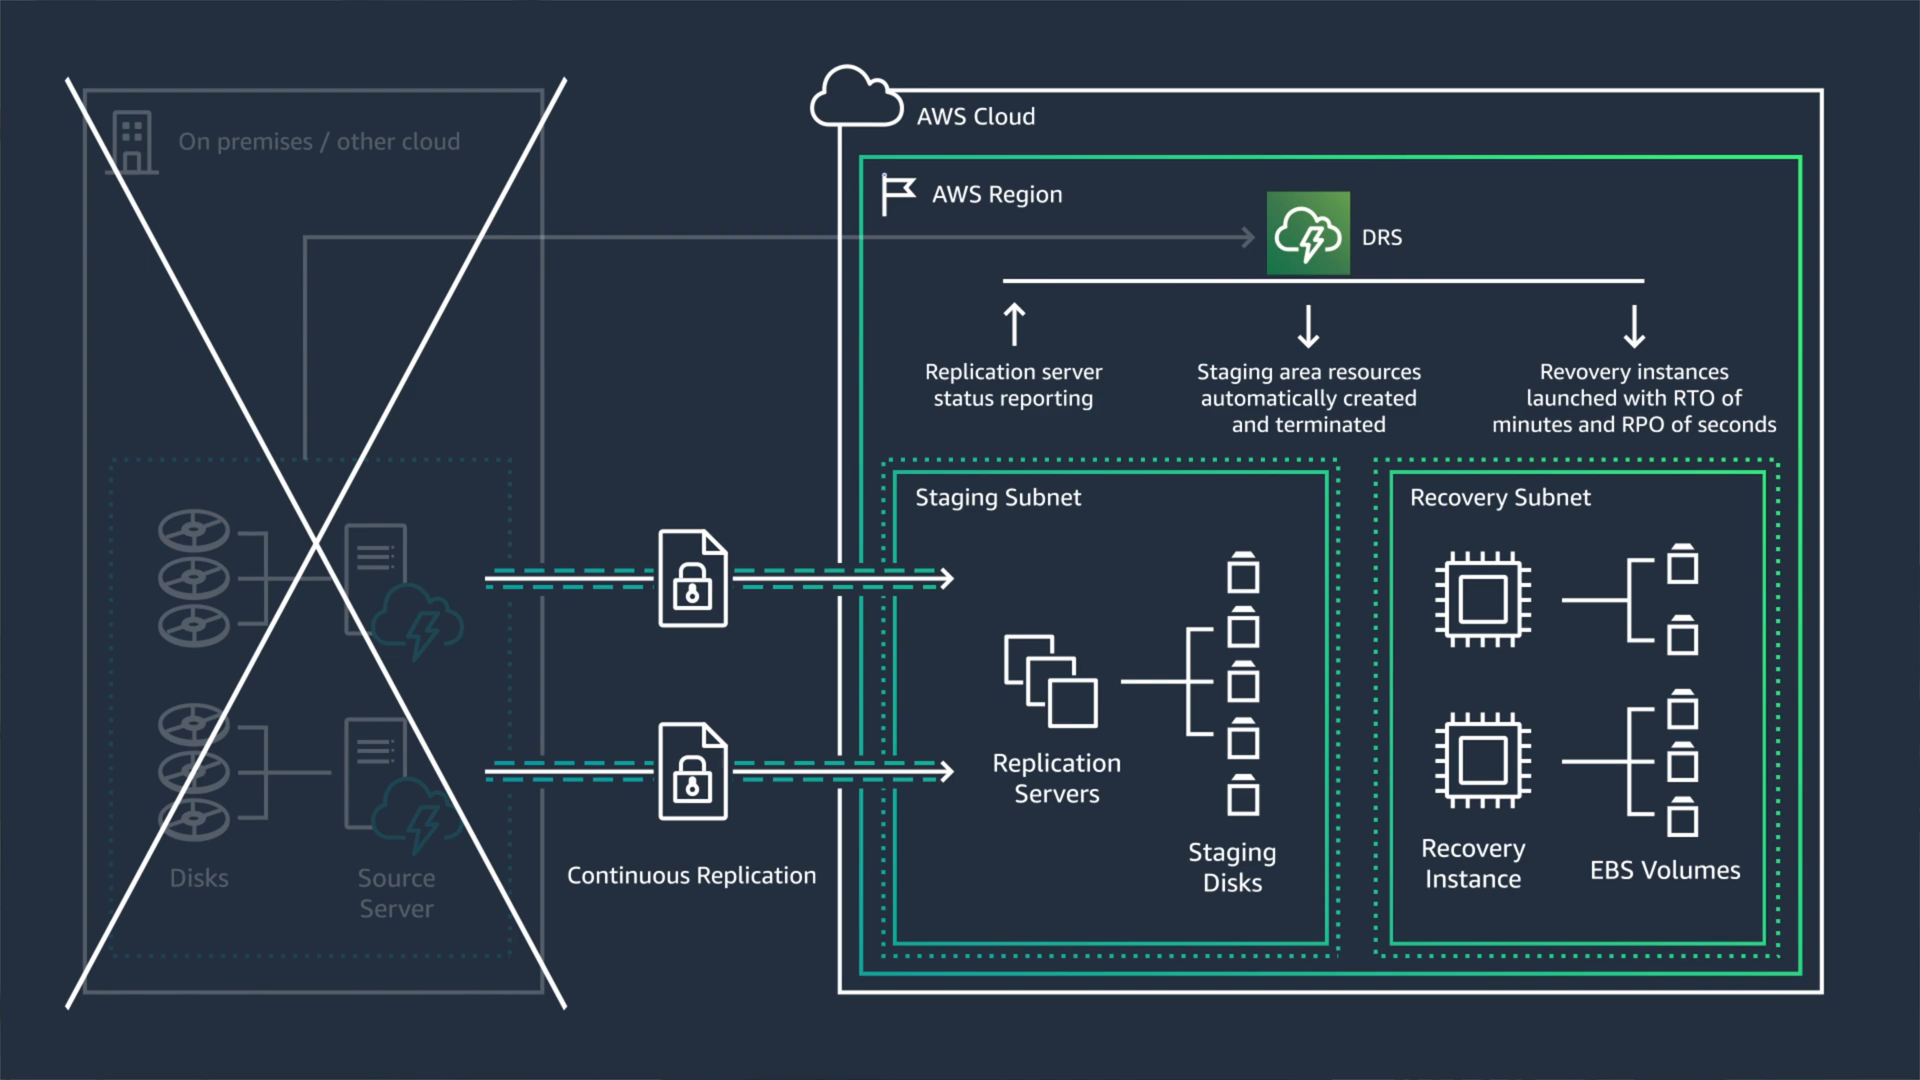 On premises / other cloud
AWS Cloud
AWS Region
DRS
Replication server
status reporting
Staging area resources
automatically created
and terminated
Revovery instances
launched with RTO of
minutes and RPO of seconds
Staging Subnet
Recovery Subnet
Replication
Servers
Staging
Disks
Recovery
Instance
EBS Volumes
Disks
Source
Server
Continuous Replication